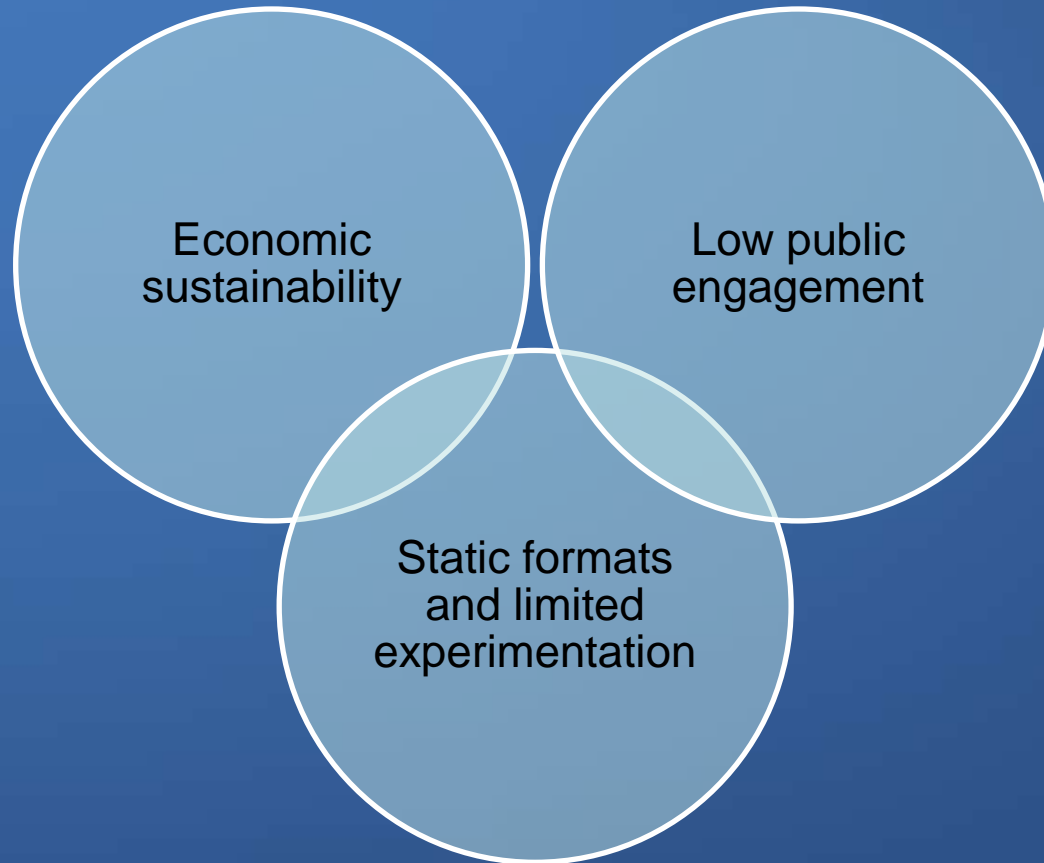 Economic
sustainability
Low public
engagement
Static formats
and limited
experimentation